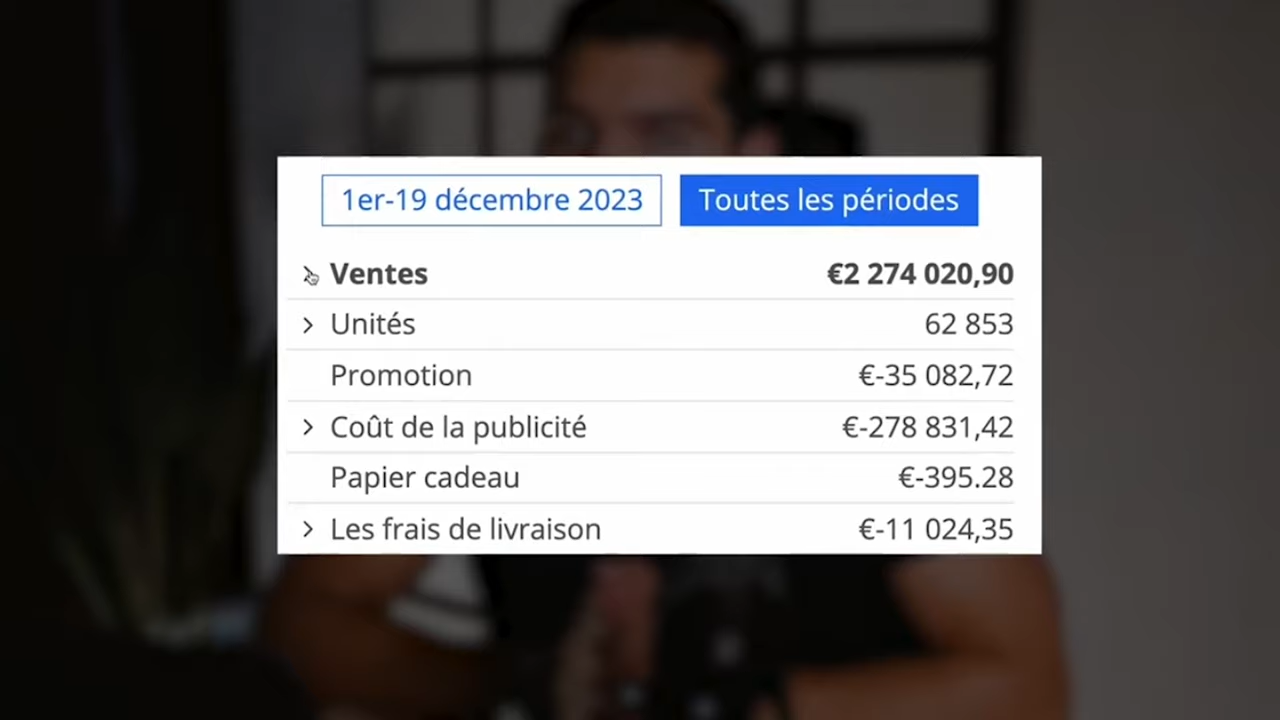 1er-19 décembre 2023 Toutes les périodes
Ventes €2 274 020,90
Unités 62 853
Promotion €-35 082,72
Coût de la publicité €-278 831,42
Papier cadeau €-395.28
Les frais de livraison €-11 024,35